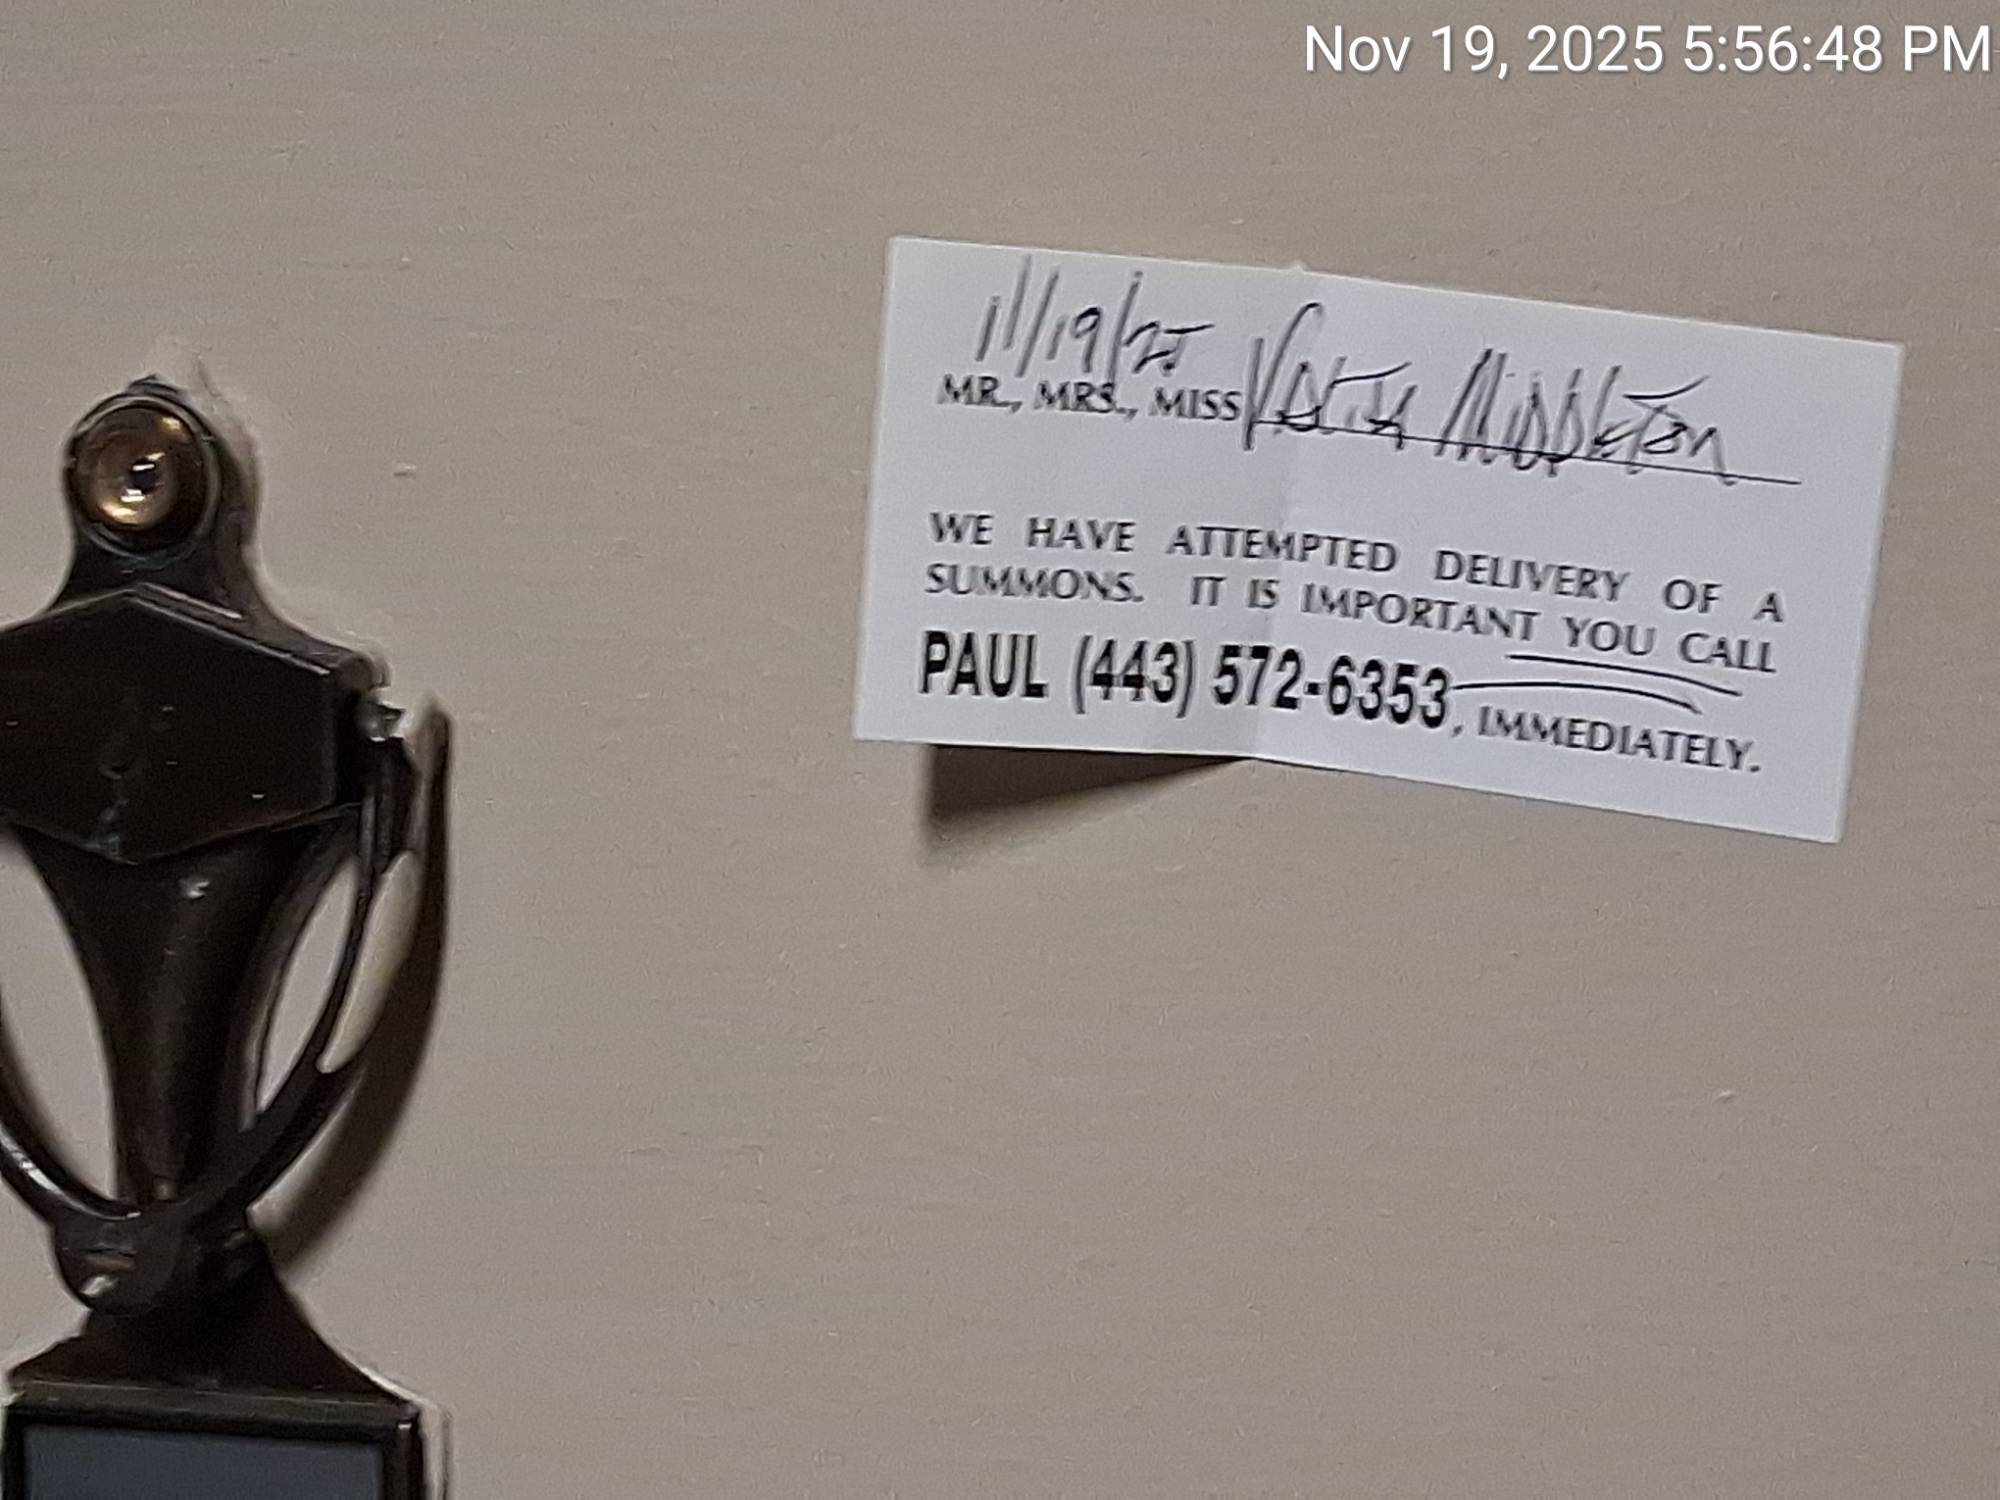 Nov 19, 2025 5:56:48 PM
11/19/25
MR., MRS., MISS Middleton
WE HAVE ATTEMPTED DELIVERY OF A
SUMMONS. IT IS IMPORTANT YOU CALL
PAUL (443) 572-6353, IMMEDIATELY.